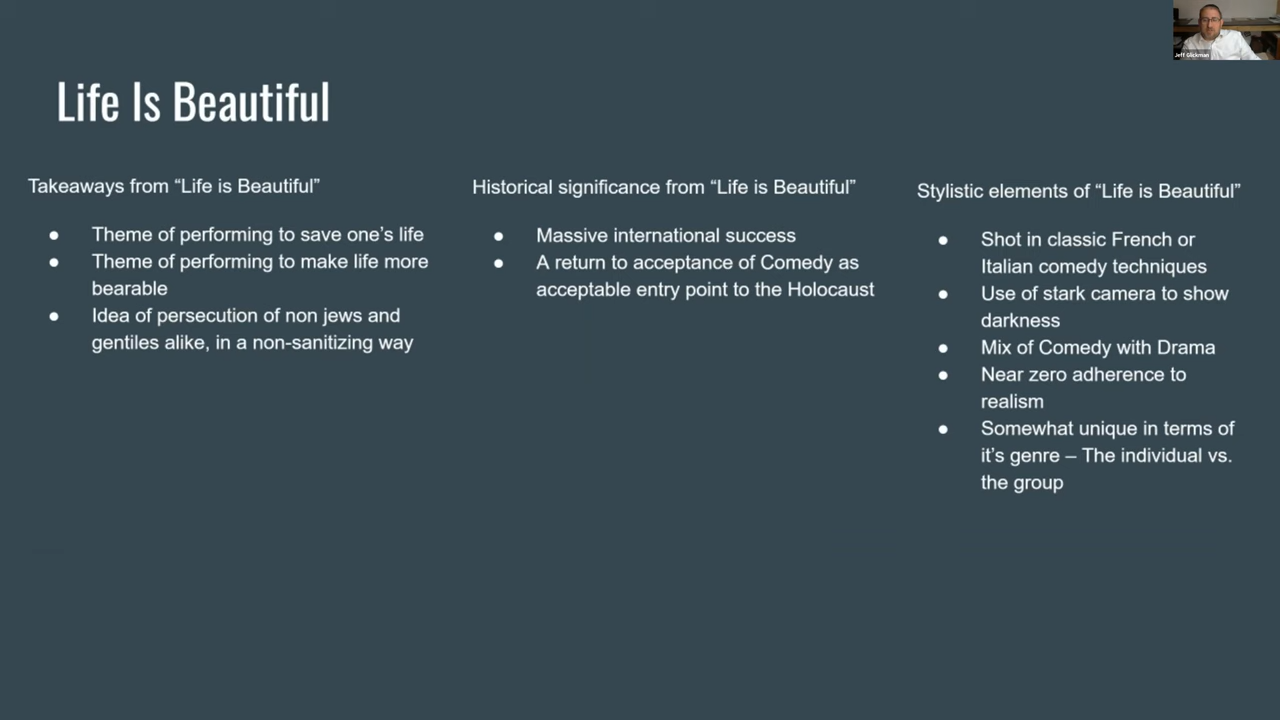 Jeff Glickman
Life Is Beautiful
Takeaways from “Life is Beautiful”
● Theme of performing to save one’s life
● Theme of performing to make life more
bearable
● Idea of persecution of non jews and
gentiles alike, in a non-sanitizing way
Historical significance from “Life is Beautiful”
● Massive international success
● A return to acceptance of Comedy as
acceptable entry point to the Holocaust
Stylistic elements of “Life is Beautiful”
● Shot in classic French or
Italian comedy techniques
● Use of stark camera to show
darkness
● Mix of Comedy with Drama
● Near zero adherence to
realism
● Somewhat unique in terms of
it’s genre – The individual vs.
the group